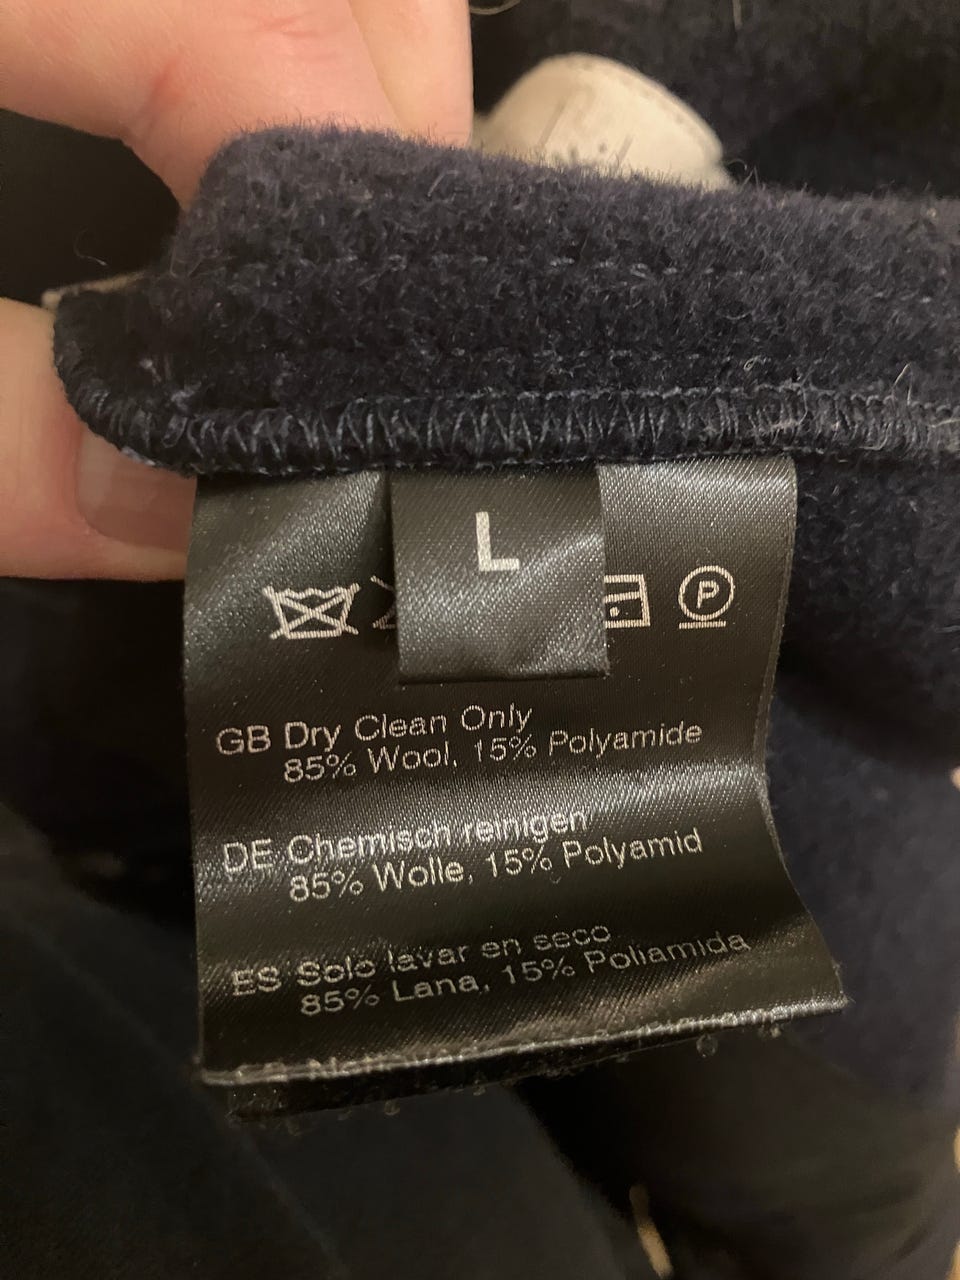 L
P
GB Dry Clean Only
85% Wool, 15% Polyamide
DE Chemisch reinigen
85% Wolle, 15% Polyamid
ES Solo lavar en seco
85% Lana, 15% Poliamida